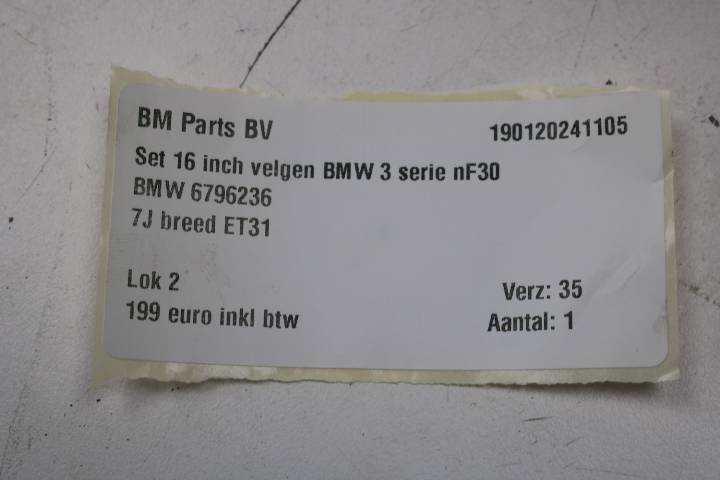 BM Parts BV 190120241105
Set 16 inch velgen BMW 3 serie nF30
BMW 6796236
7J breed ET31
Lok 2 Verz: 35
199 euro inkl btw Aantal: 1